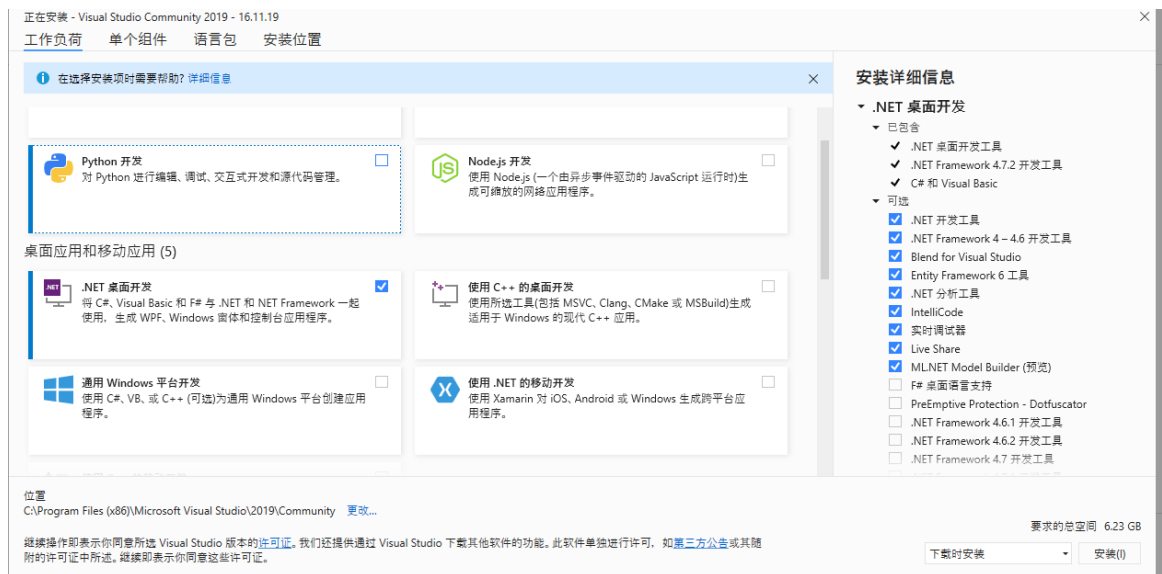 正在安装 - Visual Studio Community 2019 - 16.11.19
工作负荷 单个组件 语言包 安装位置
在选择安装项时需要帮助? 详细信息
Python 开发
对 Python 进行编辑、调试、交互式开发和源代码管理。
Node.js 开发
使用 Node.js (一个由异步事件驱动的 JavaScript 运行时)生
成可缩放的网络应用程序。
桌面应用和移动应用 (5)
.NET
.NET 桌面开发
将 C#、Visual Basic 和 F# 与 .NET 和 NET Framework 一起
使用，生成 WPF、Windows 窗体和控制台应用程序。
使用 C++ 的桌面开发
使用所选工具(包括 MSVC、Clang、CMake 或 MSBuild)生成
适用于 Windows 的现代 C++ 应用。
通用 Windows 平台开发
使用 C#、VB、或 C++ (可选)为通用 Windows 平台创建应用
程序。
使用 .NET 的移动开发
使用 Xamarin 对 iOS、Android 或 Windows 生成跨平台应
用程序。
安装详细信息
.NET 桌面开发
已包含
.NET 桌面开发工具
.NET Framework 4.7.2 开发工具
C# 和 Visual Basic
可选
.NET 开发工具
.NET Framework 4 – 4.6 开发工具
Blend for Visual Studio
Entity Framework 6 工具
.NET 分析工具
IntelliCode
实时调试器
Live Share
ML.NET Model Builder (预览)
F# 桌面语言支持
PreEmptive Protection - Dotfuscator
.NET Framework 4.6.1 开发工具
.NET Framework 4.6.2 开发工具
.NET Framework 4.7 开发工具
位置
C:\Program Files (x86)\Microsoft Visual Studio\2019\Community 更改...
继续操作即表示你同意所选 Visual Studio 版本的许可证。我们还提供通过 Visual Studio 下载其他软件的功能。此软件单独进行许可，如第三方公告或其随
附的许可证中所述。继续即表示你同意这些许可证。
要求的总空间 6.23 GB
下载时安装
安装(I)